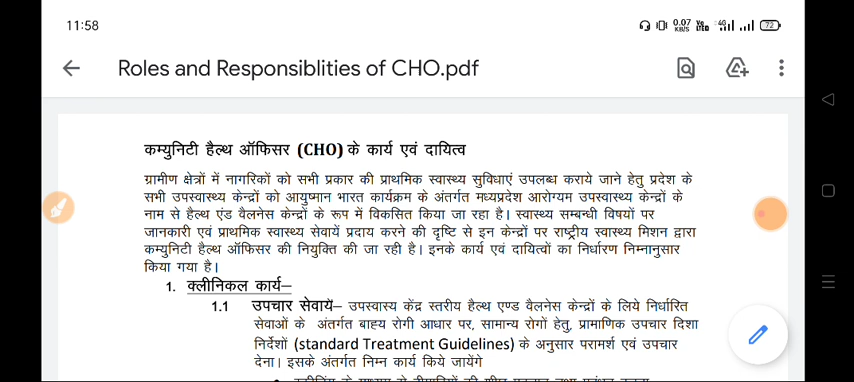 11:58
0.07 KB/S Vo LTE 4G 72
Roles and Responsiblities of CHO.pdf
कम्युनिटी हैल्थ ऑफिसर (CHO) के कार्य एवं दायित्व
ग्रामीण क्षेत्रों में नागरिकों को सभी प्रकार की प्राथमिक स्वास्थ्य सुविधाएं उपलब्ध कराये जाने हेतु प्रदेश के
सभी उपस्वास्थ्य केन्द्रों को आयुष्मान भारत कार्यक्रम के अंतर्गत मध्यप्रदेश आरोग्यम उपस्वास्थ्य केन्द्रों के
नाम से हैल्थ एंड वैलनेस केन्द्रों के रूप में विकसित किया जा रहा है। स्वास्थ्य सम्बन्धी विषयों पर
जानकारी एवं प्राथमिक स्वास्थ्य सेवायें प्रदाय करने की दृष्टि से इन केन्द्रों पर राष्ट्रीय स्वास्थ्य मिशन द्वारा
कम्युनिटी हैल्थ ऑफिसर की नियुक्ति की जा रही है। इनके कार्य एवं दायित्वों का निर्धारण निम्नानुसार
किया गया है।
1. क्लीनिकल कार्य–
1.1 उपचार सेवायें– उपस्वास्थ्य केंद्र स्तरीय हैल्थ एण्ड वैलनेस केन्द्रों के लिये निर्धारित
सेवाओं के अंतर्गत बाह्य रोगी आधार पर, सामान्य रोगों हेतु, प्रामाणिक उपचार दिशा
निर्देशों (standard Treatment Guidelines) के अनुसार परामर्श एवं उपचार
देना। इसके अंतर्गत निम्न कार्य किये जायेंगे